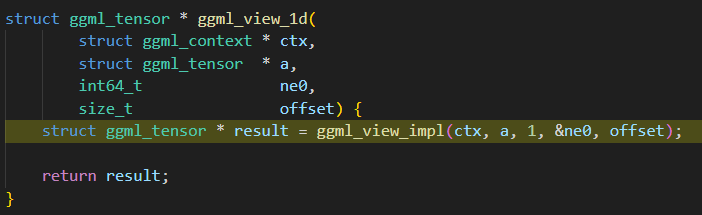 struct ggml_tensor * ggml_view_1d(
struct ggml_context * ctx,
struct ggml_tensor * a,
int64_t ne0,
size_t offset) {
struct ggml_tensor * result = ggml_view_impl(ctx, a, 1, &ne0, offset);
return result;
}